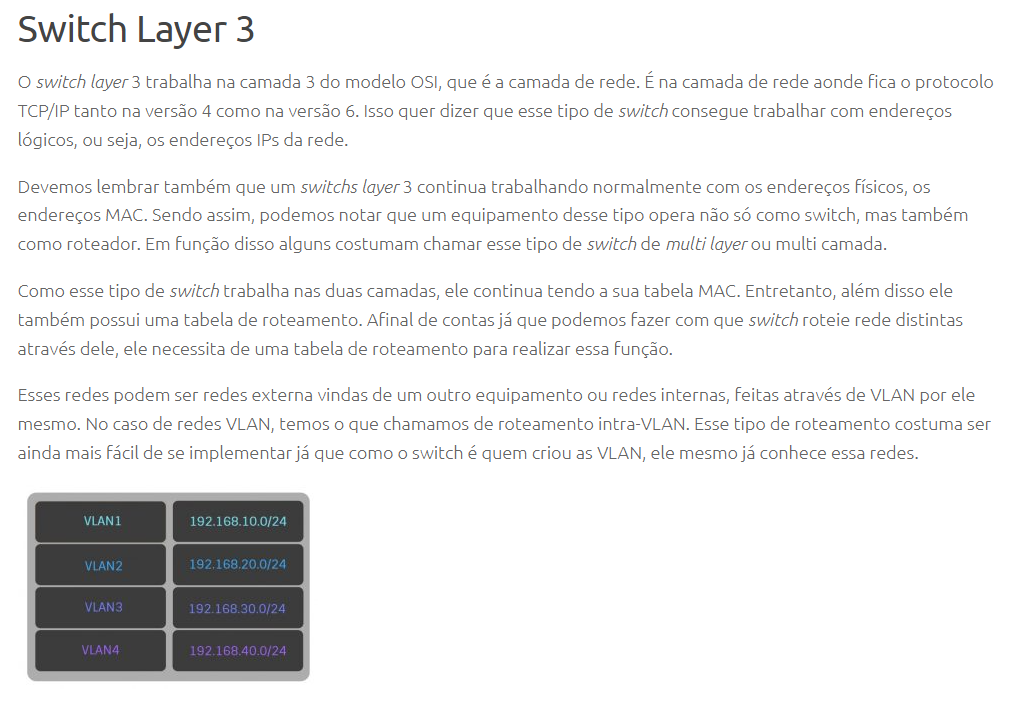 Switch Layer 3
O switch layer 3 trabalha na camada 3 do modelo OSI, que é a camada de rede. É na camada de rede aonde fica o protocolo
TCP/IP tanto na versão 4 como na versão 6. Isso quer dizer que esse tipo de switch consegue trabalhar com endereços
lógicos, ou seja, os endereços IPs da rede.
Devemos lembrar também que um switchs layer 3 continua trabalhando normalmente com os endereços físicos, os
endereços MAC. Sendo assim, podemos notar que um equipamento desse tipo opera não só como switch, mas também
como roteador. Em função disso alguns costumam chamar esse tipo de switch de multi layer ou multi camada.
Como esse tipo de switch trabalha nas duas camadas, ele continua tendo a sua tabela MAC. Entretanto, além disso ele
também possui uma tabela de roteamento. Afinal de contas já que podemos fazer com que switch roteie rede distintas
através dele, ele necessita de uma tabela de roteamento para realizar essa função.
Esses redes podem ser redes externa vindas de um outro equipamento ou redes internas, feitas através de VLAN por ele
mesmo. No caso de redes VLAN, temos o que chamamos de roteamento intra-VLAN. Esse tipo de roteamento costuma ser
ainda mais fácil de se implementar já que como o switch é quem criou as VLAN, ele mesmo já conhece essa redes.
VLAN1 192.168.10.0/24
VLAN2 192.168.20.0/24
VLAN3 192.168.30.0/24
VLAN4 192.168.40.0/24